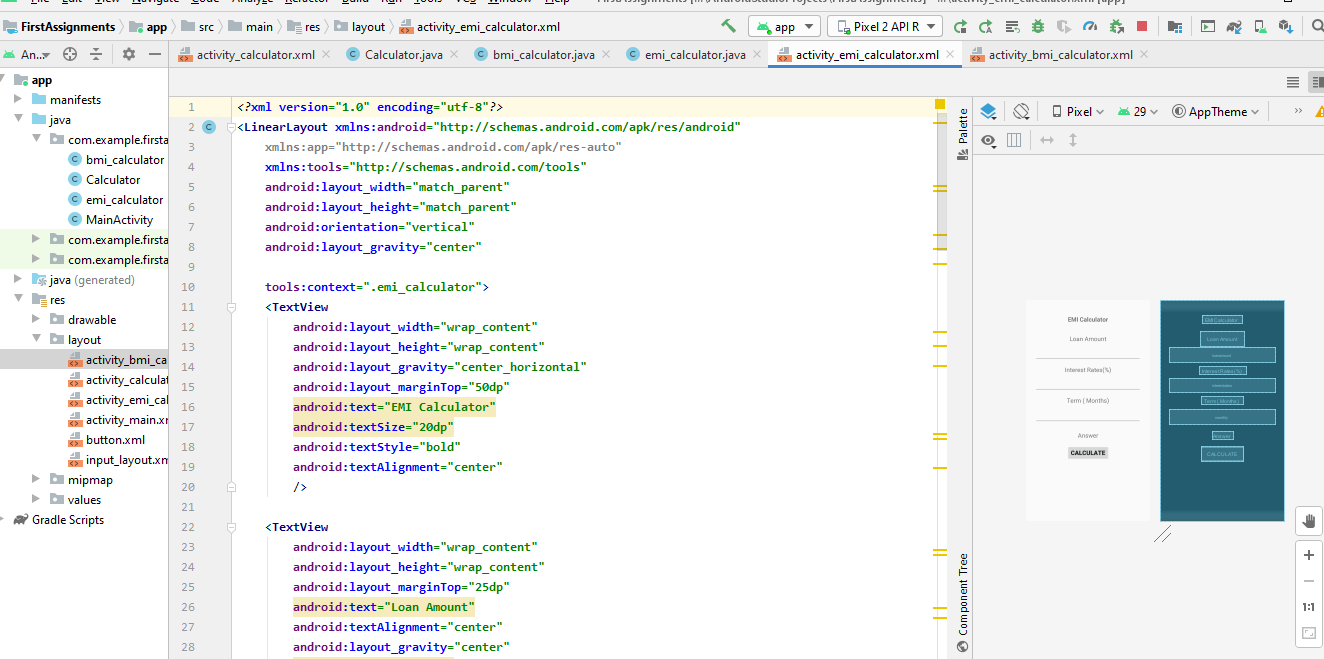 FirstAssignments app src main res layout activity_emi_calculator.xml app Pixel 2 API R
An... activity_calculator.xml Calculator.java bmi_calculator.java emi_calculator.java activity_emi_calculator.xml activity_bmi_calculator.xml
app
manifests
java
com.example.firsta
bmi_calculator
Calculator
emi_calculator
MainActivity
com.example.firsta
com.example.firsta
java (generated)
res
drawable
layout
activity_bmi_ca
activity_calculat
activity_emi_cal
activity_main.xm
button.xml
input_layout.xm
mipmap
values
Gradle Scripts
1 <?xml version="1.0" encoding="utf-8"?>
2 <LinearLayout xmlns:android="http://schemas.android.com/apk/res/android"
3 xmlns:app="http://schemas.android.com/apk/res-auto"
4 xmlns:tools="http://schemas.android.com/tools"
5 android:layout_width="match_parent"
6 android:layout_height="match_parent"
7 android:orientation="vertical"
8 android:layout_gravity="center"
9
10 tools:context=".emi_calculator">
11 <TextView
12 android:layout_width="wrap_content"
13 android:layout_height="wrap_content"
14 android:layout_gravity="center_horizontal"
15 android:layout_marginTop="50dp"
16 android:text="EMI Calculator"
17 android:textSize="20dp"
18 android:textStyle="bold"
19 android:textAlignment="center"
20 />
21
22 <TextView
23 android:layout_width="wrap_content"
24 android:layout_height="wrap_content"
25 android:layout_marginTop="25dp"
26 android:text="Loan Amount"
27 android:textAlignment="center"
28 android:layout_gravity="center"
Palette
Component Tree
Pixel 29 AppTheme
EMI Calculator
Loan Amount
Interest Rates(%)
Term ( Months)
Answer
CALCULATE
EMI Calculator
Loan Amount
Interest Rates(%)
Term ( Months)
Answer
CALCULATE
1:1